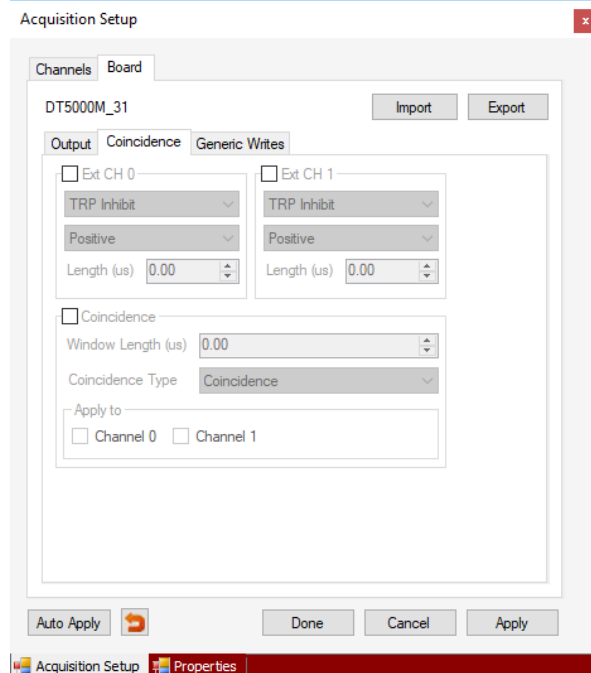 Acquisition Setup
x
Channels Board
DT5000M_31 Import Export
Output Coincidence Generic Writes
Ext CH 0 Ext CH 1
TRP Inhibit TRP Inhibit
Positive Positive
Length (us) 0.00 Length (us) 0.00
Coincidence
Window Length (us) 0.00
Coincidence Type Coincidence
Apply to
Channel 0 Channel 1
Auto Apply Done Cancel Apply
Acquisition Setup Properties